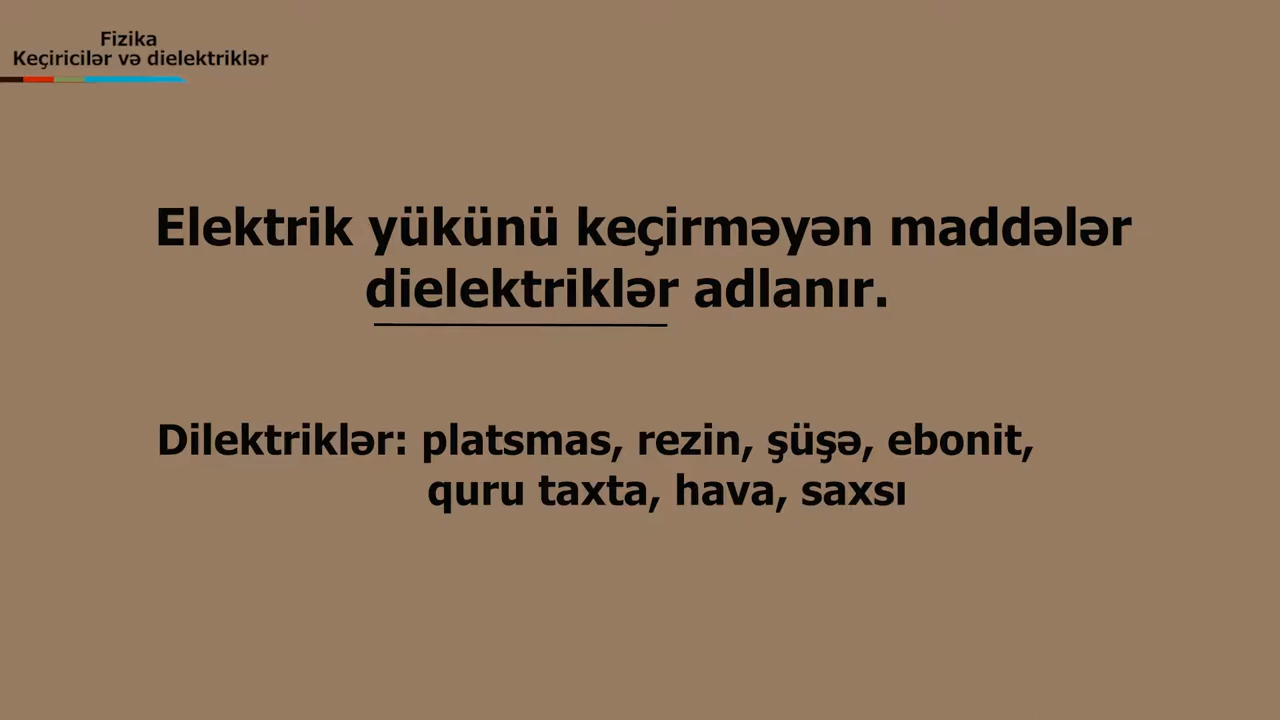 Fizika
Keçiricilər və dielektriklər
Elektrik yükünü keçirməyən maddələr
dielektriklər adlanır.
Dilektriklər: platsmas, rezin, şüşə, ebonit,
quru taxta, hava, saxsı